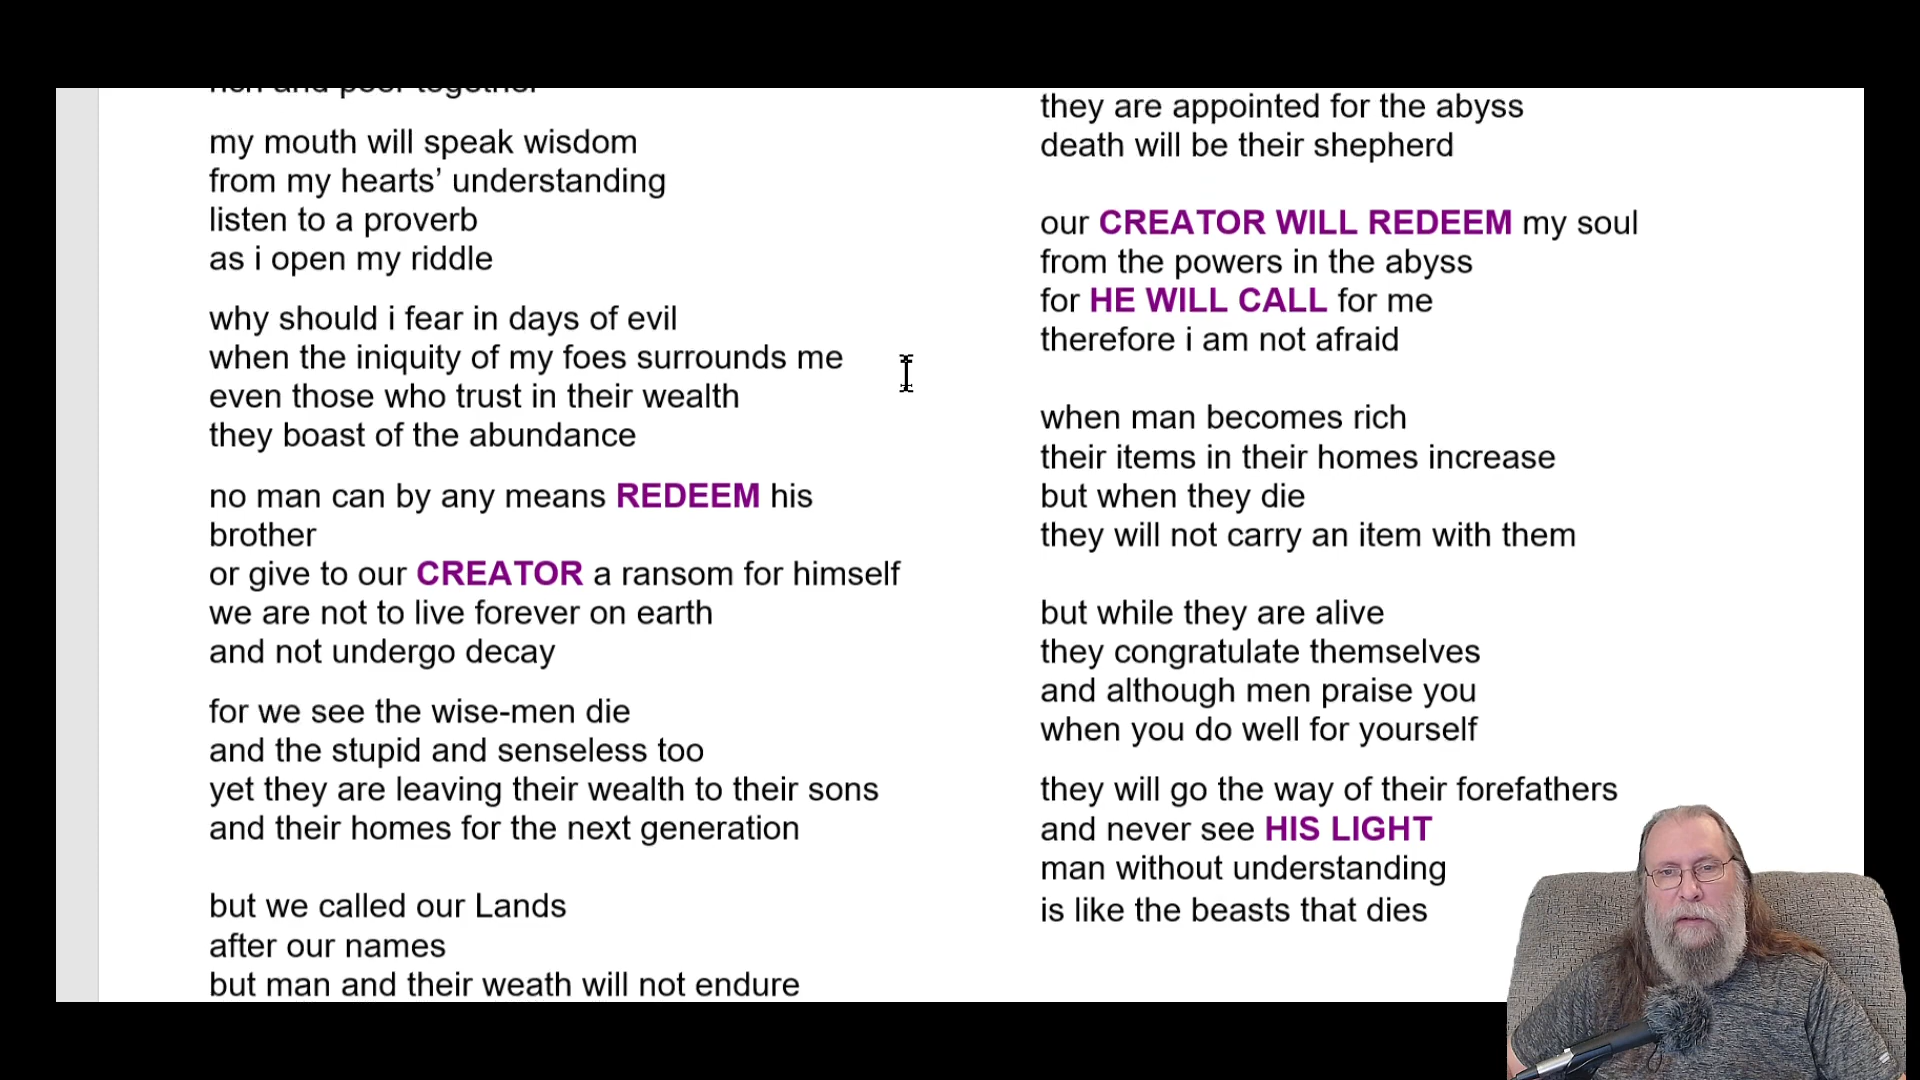 rich and poor together
my mouth will speak wisdom
from my hearts’ understanding
listen to a proverb
as i open my riddle
why should i fear in days of evil
when the iniquity of my foes surrounds me
even those who trust in their wealth
they boast of the abundance
no man can by any means REDEEM his
brother
or give to our CREATOR a ransom for himself
we are not to live forever on earth
and not undergo decay
for we see the wise-men die
and the stupid and senseless too
yet they are leaving their wealth to their sons
and their homes for the next generation
but we called our Lands
after our names
but man and their weath will not endure
they are appointed for the abyss
death will be their shepherd
our CREATOR WILL REDEEM my soul
from the powers in the abyss
for HE WILL CALL for me
therefore i am not afraid
when man becomes rich
their items in their homes increase
but when they die
they will not carry an item with them
but while they are alive
they congratulate themselves
and although men praise you
when you do well for yourself
they will go the way of their forefathers
and never see HIS LIGHT
man without understanding
is like the beasts that dies